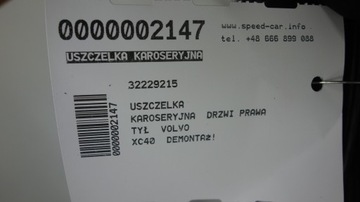 0000002147
www.speed-car.info
tel. +48 666 899 088
USZCZELKA KAROSERYJNA
32229215
0000002147
USZCZELKA
KAROSERYJNA DRZWI PRAWA
TYŁ VOLVO
XC40 DEMONTAŻ!